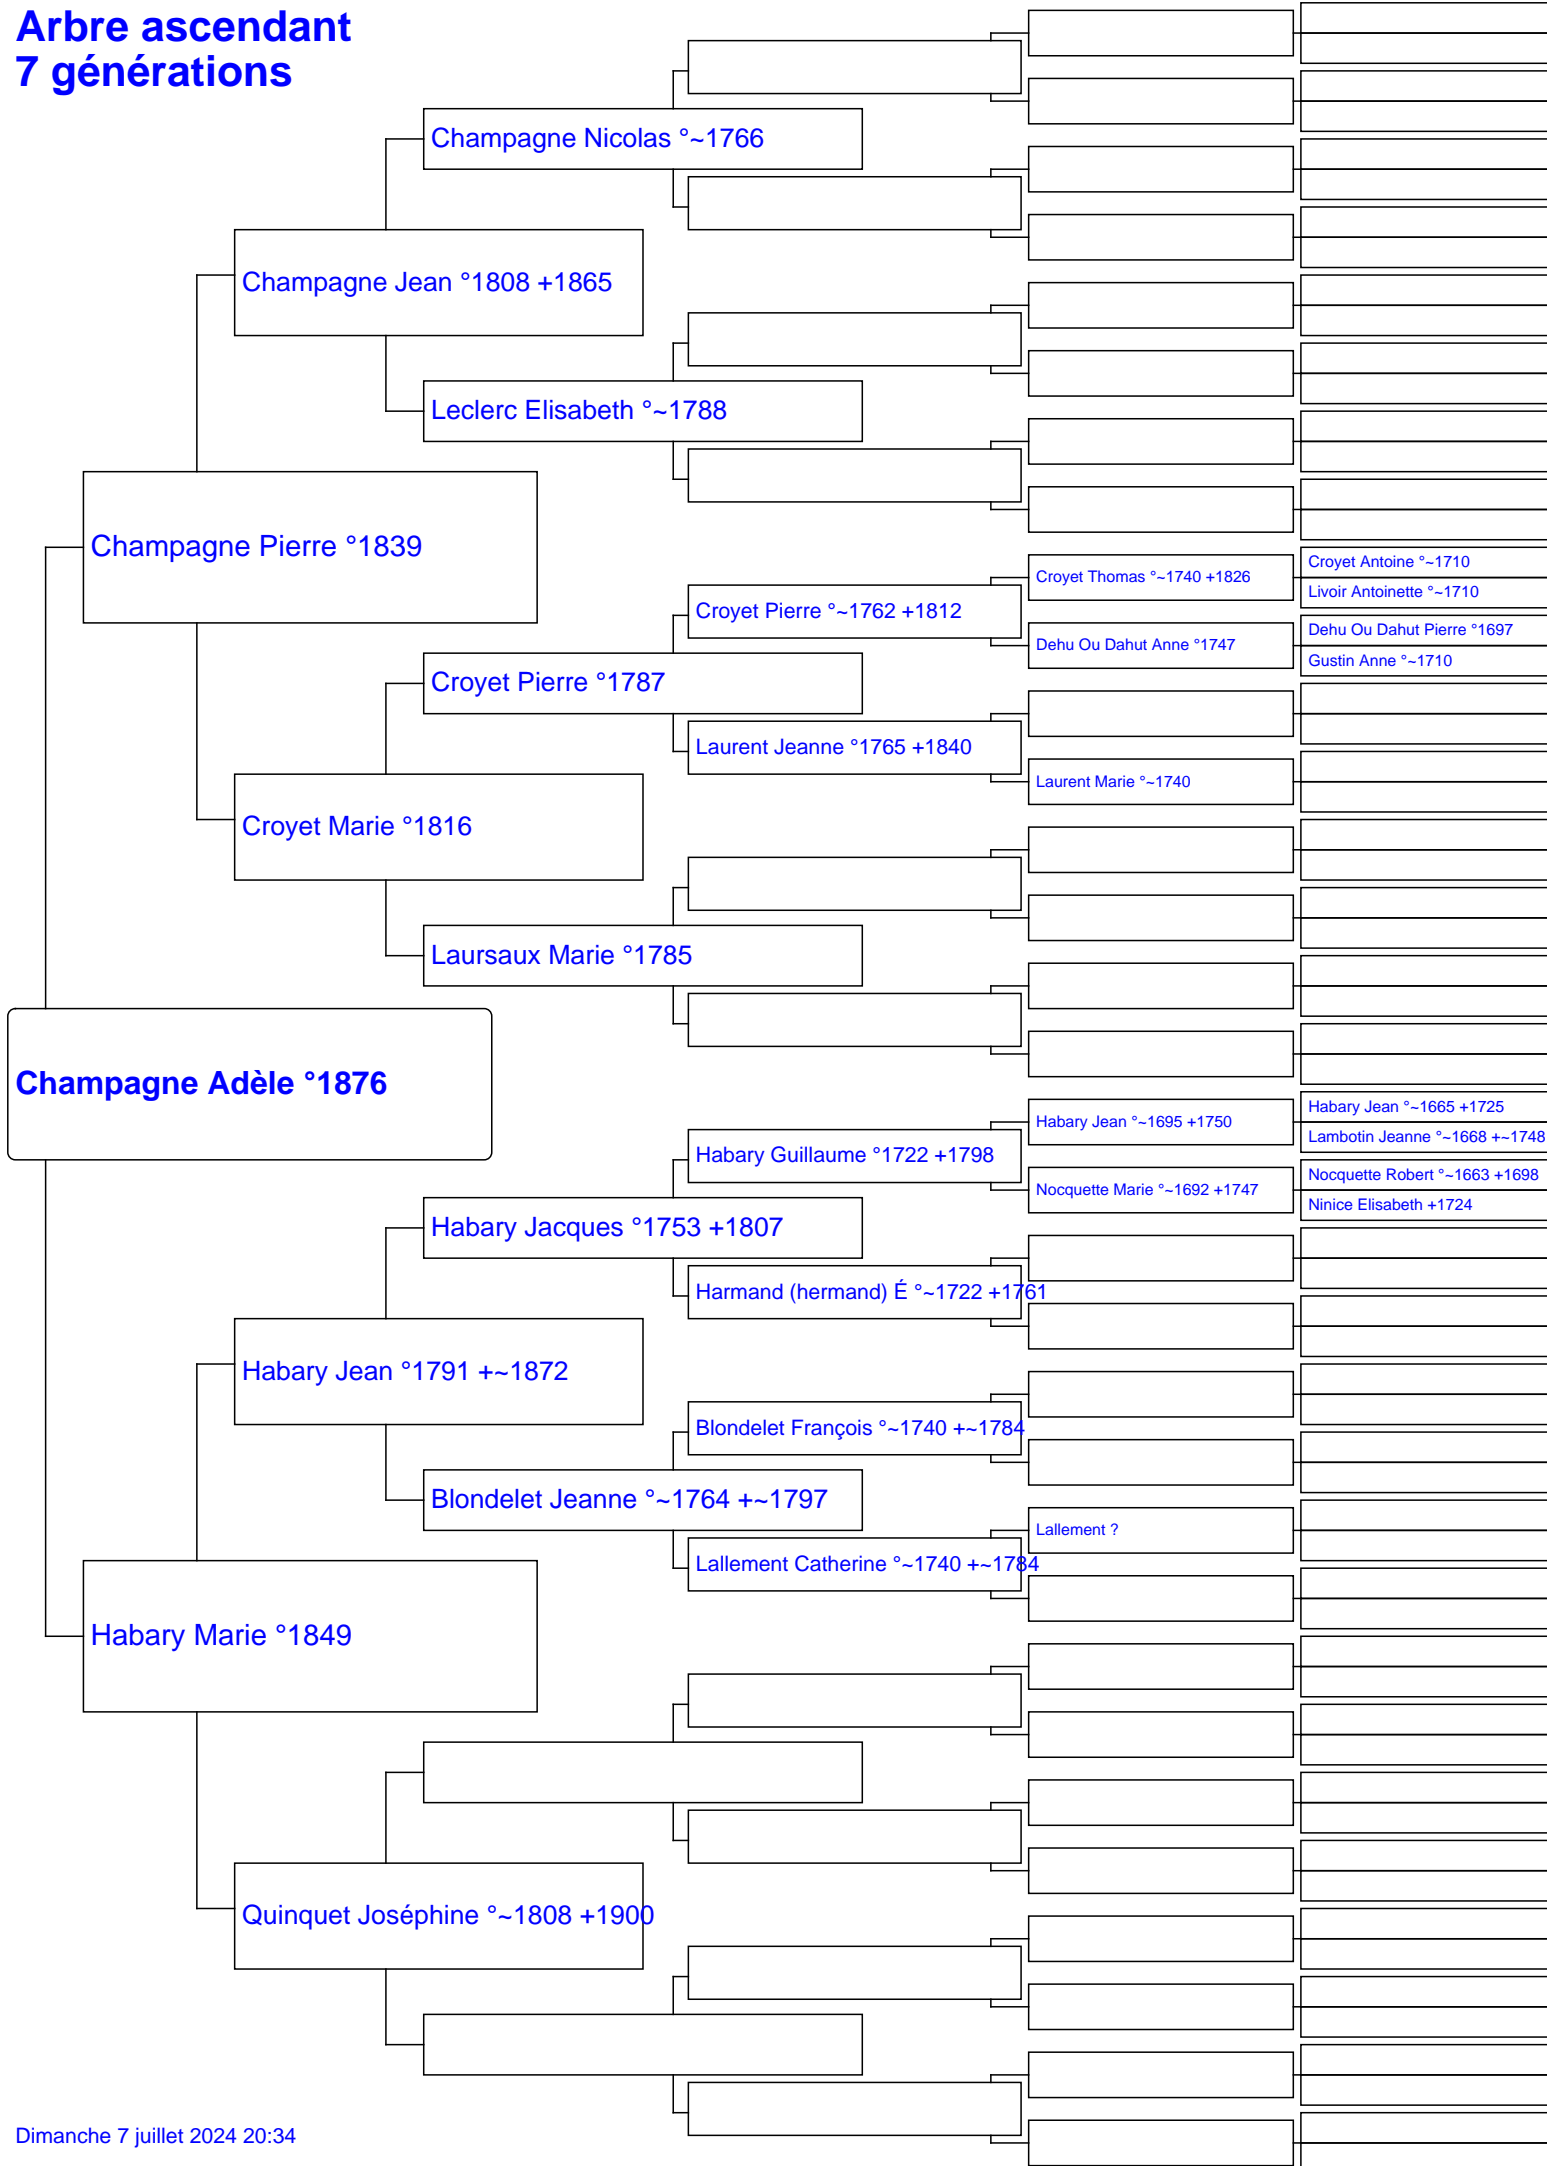 Arbre ascendant
7 générations
Champagne Nicolas °~1766
Champagne Jean °1808 +1865
Leclerc Elisabeth °~1788
Champagne Pierre °1839
Croyet Antoine °~1710
Croyet Thomas °~1740 +1826
Livoir Antoinette °~1710
Croyet Pierre °~1762 +1812
Dehu Ou Dahut Pierre °1697
Dehu Ou Dahut Anne °1747
Gustin Anne °~1710
Croyet Pierre °1787
Laurent Jeanne °1765 +1840
Laurent Marie °~1740
Croyet Marie °1816
Laursaux Marie °1785
Champagne Adèle °1876
Habary Jean °~1665 +1725
Habary Jean °~1695 +1750
Lambotin Jeanne °~1668 +~1748
Habary Guillaume °1722 +1798
Nocquette Robert °~1663 +1698
Nocquette Marie °~1692 +1747
Ninice Elisabeth +1724
Habary Jacques °1753 +1807
Harmand (hermand) É °~1722 +1761
Habary Jean °1791 +~1872
Blondelet François °~1740 +~1784
Blondelet Jeanne °~1764 +~1797
Lallement ?
Lallement Catherine °~1740 +~1784
Habary Marie °1849
Quinquet Joséphine °~1808 +1900
Dimanche 7 juillet 2024 20:34